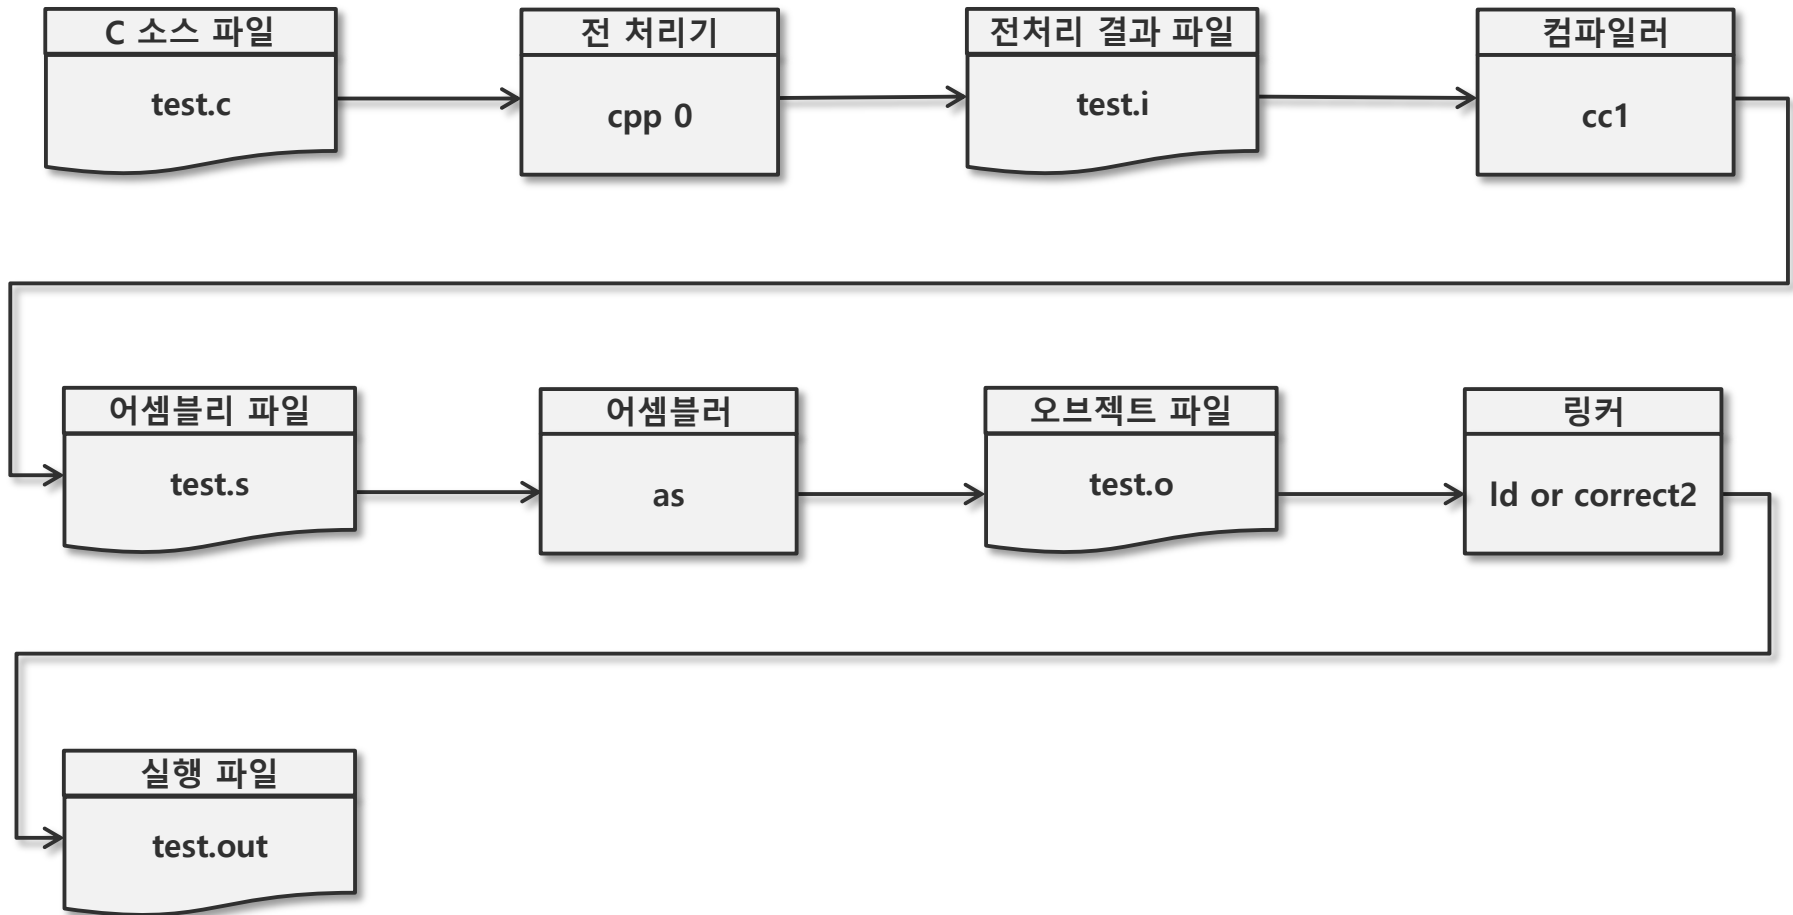 C 소스 파일
test.c
전 처리기
cpp 0
전처리 결과 파일
test.i
컴파일러
cc1
어셈블리 파일
test.s
어셈블러
as
오브젝트 파일
test.o
링커
ld or correct2
실행 파일
test.out